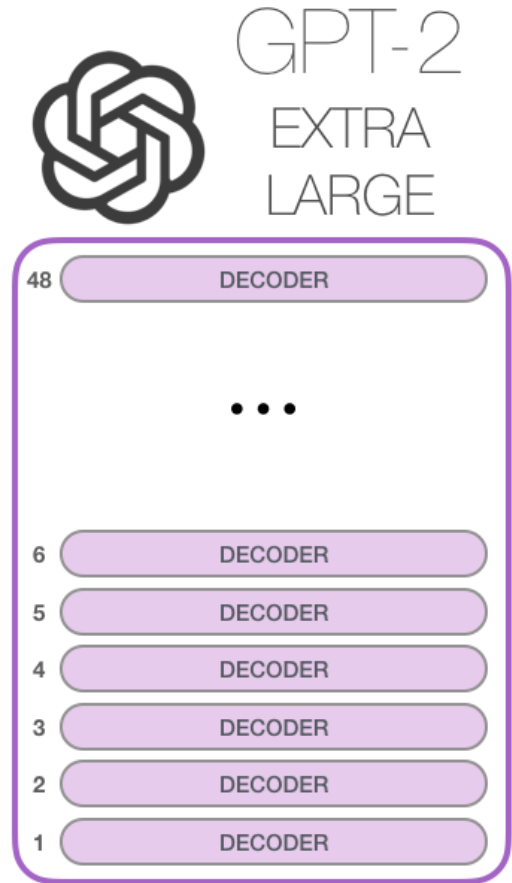 GPT-2
EXTRA
LARGE
48 DECODER
...
6 DECODER
5 DECODER
4 DECODER
3 DECODER
2 DECODER
1 DECODER